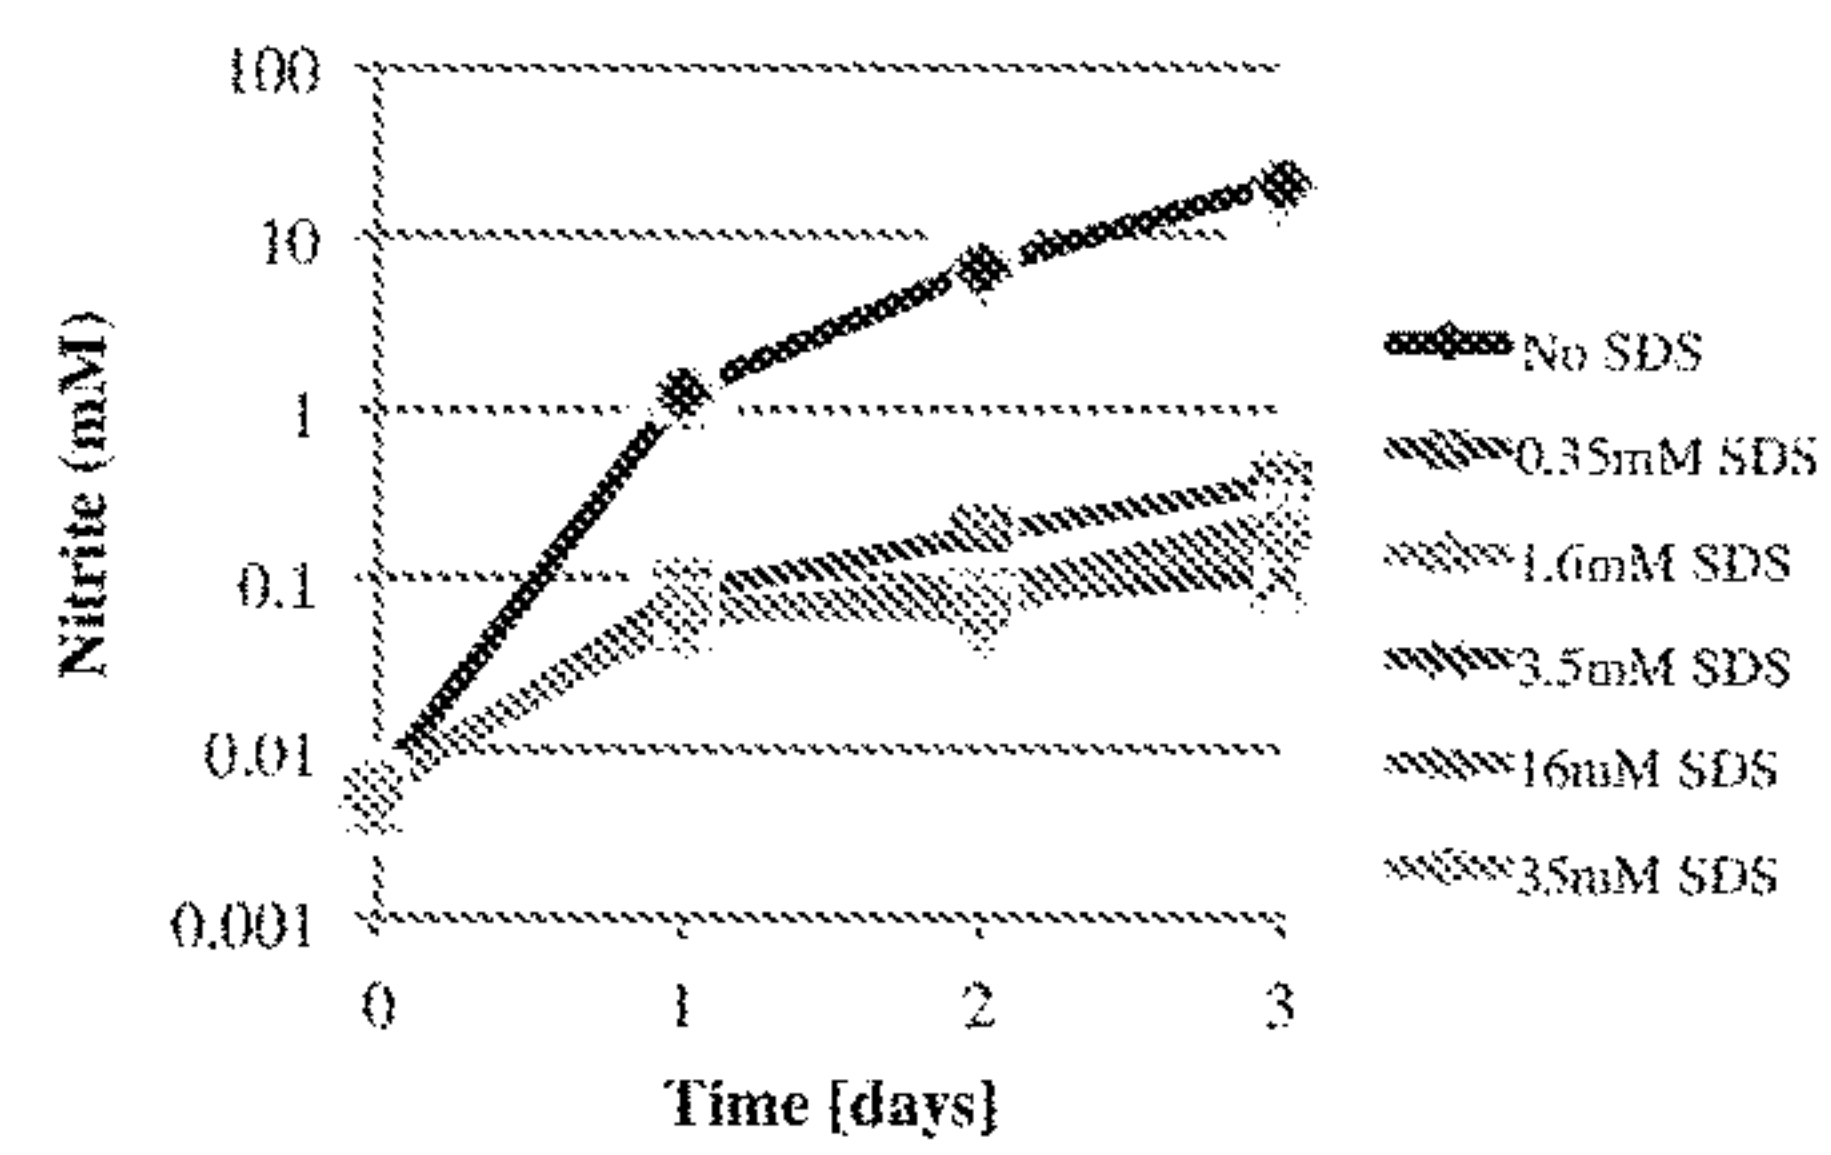 100
10
1
0.1
0.01
0.001
Nitrite (mM)
0
1
2
3
Time [days]
No SDS
0.35mM SDS
1.6mM SDS
3.5mM SDS
16mM SDS
35mM SDS